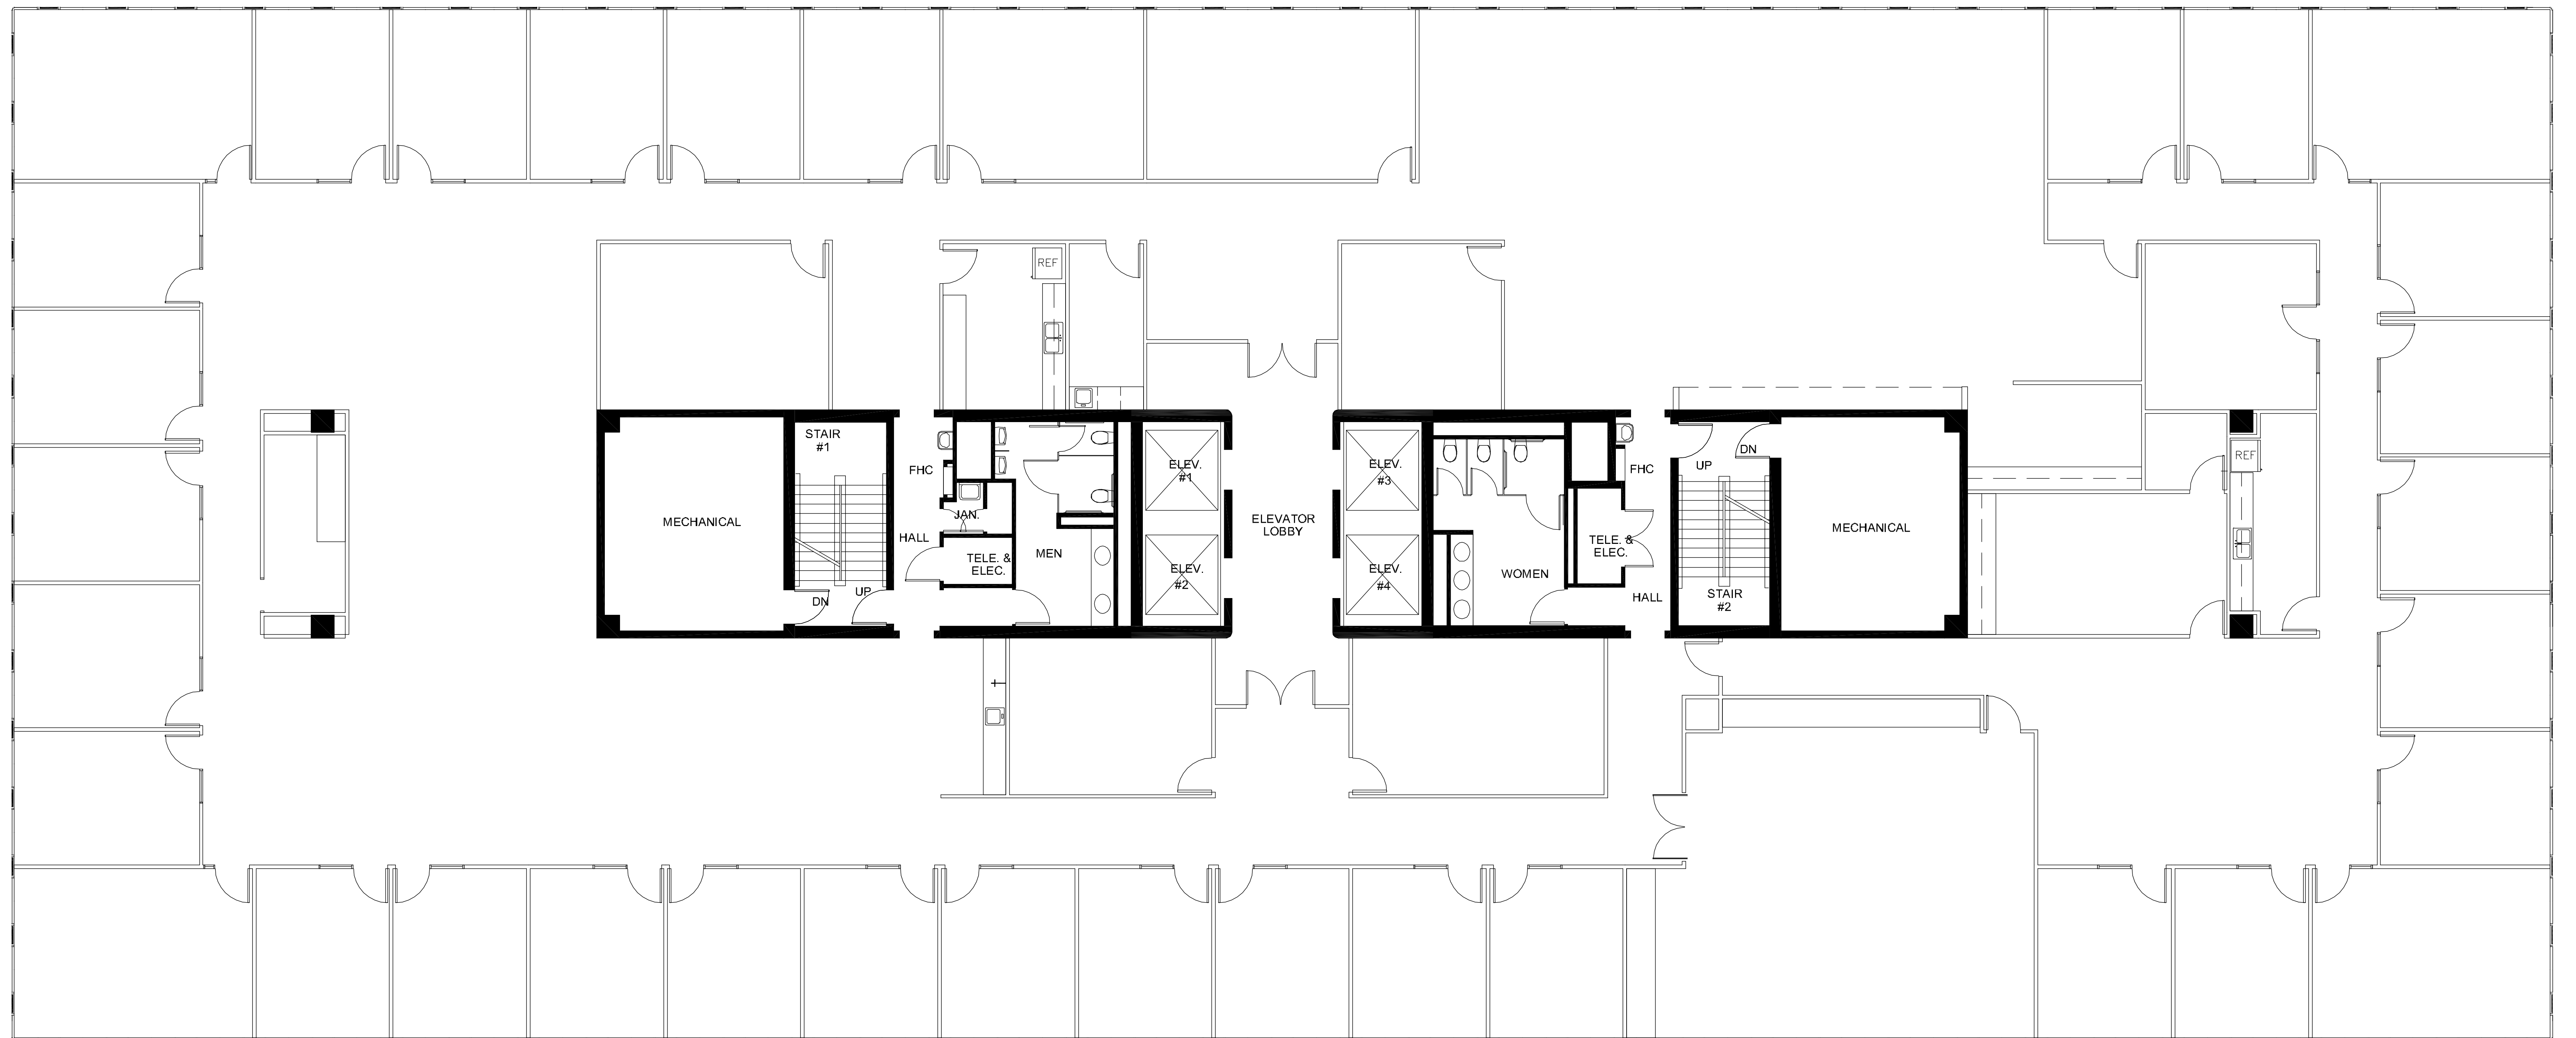 REF
STAIR
#1
FHC
ELEV.
#1
ELEV.
#3
FHC
UP
DN
REF
MECHANICAL
JAN.
HALL
ELEVATOR
LOBBY
MECHANICAL
TELE. &
ELEC.
MEN
ELEV.
#2
ELEV.
#4
WOMEN
TELE. &
ELEC.
DN
UP
HALL
STAIR
#2